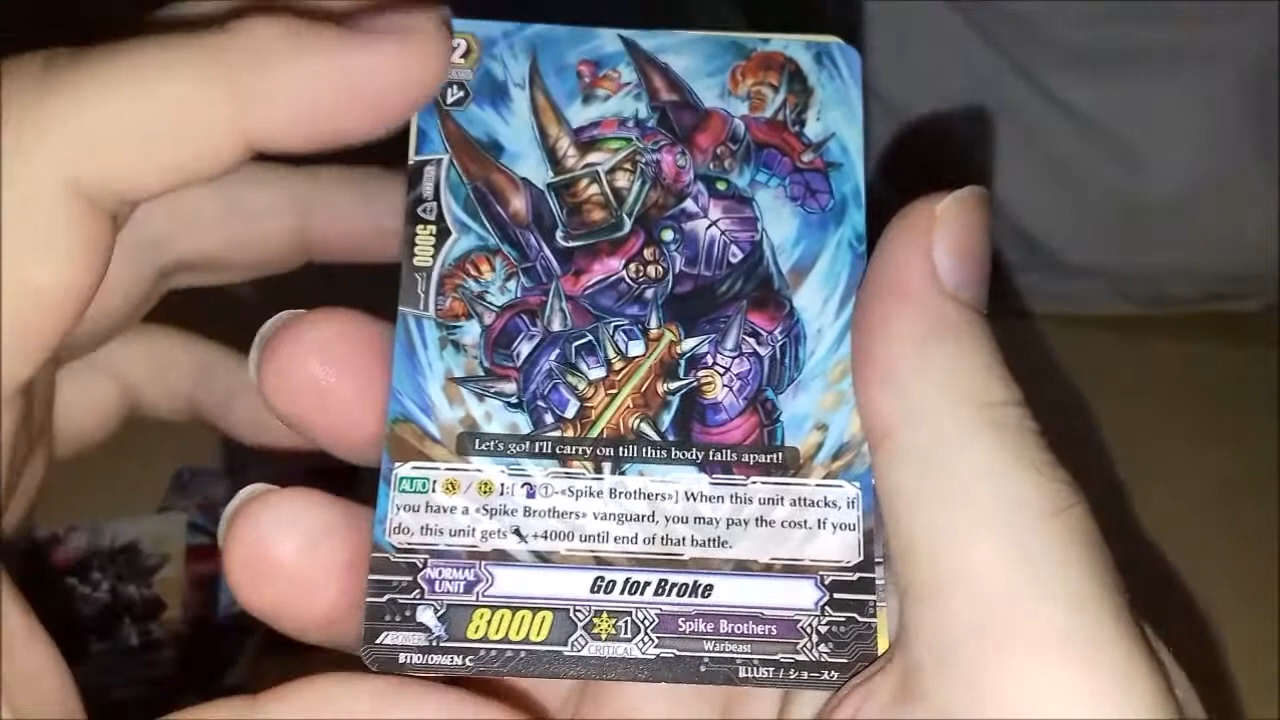 2
5000
Let's go! I'll carry on till this body falls apart!
AUTO【 / 】:[ ①-«Spike Brothers»] When this unit attacks, if
you have a «Spike Brothers» vanguard, you may pay the cost. If you
do, this unit gets +4000 until end of that battle.
NORMAL
UNIT
Go for Broke
POWER
8000
1
CRITICAL
Spike Brothers
Warbeast
BT10/096EN C
ILLUST / ショースケ